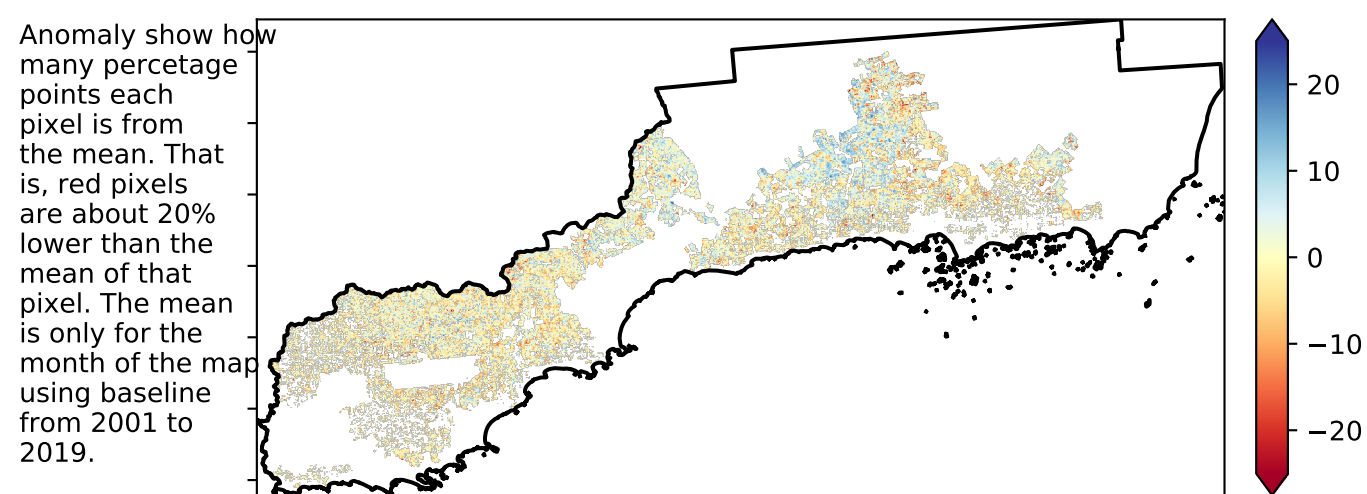 Anomaly show how
many percetage
points each
pixel is from
the mean. That
is, red pixels
are about 20%
lower than the
mean of that
pixel. The mean
is only for the
month of the map
using baseline
from 2001 to
2019.
20
10
0
−10
−20